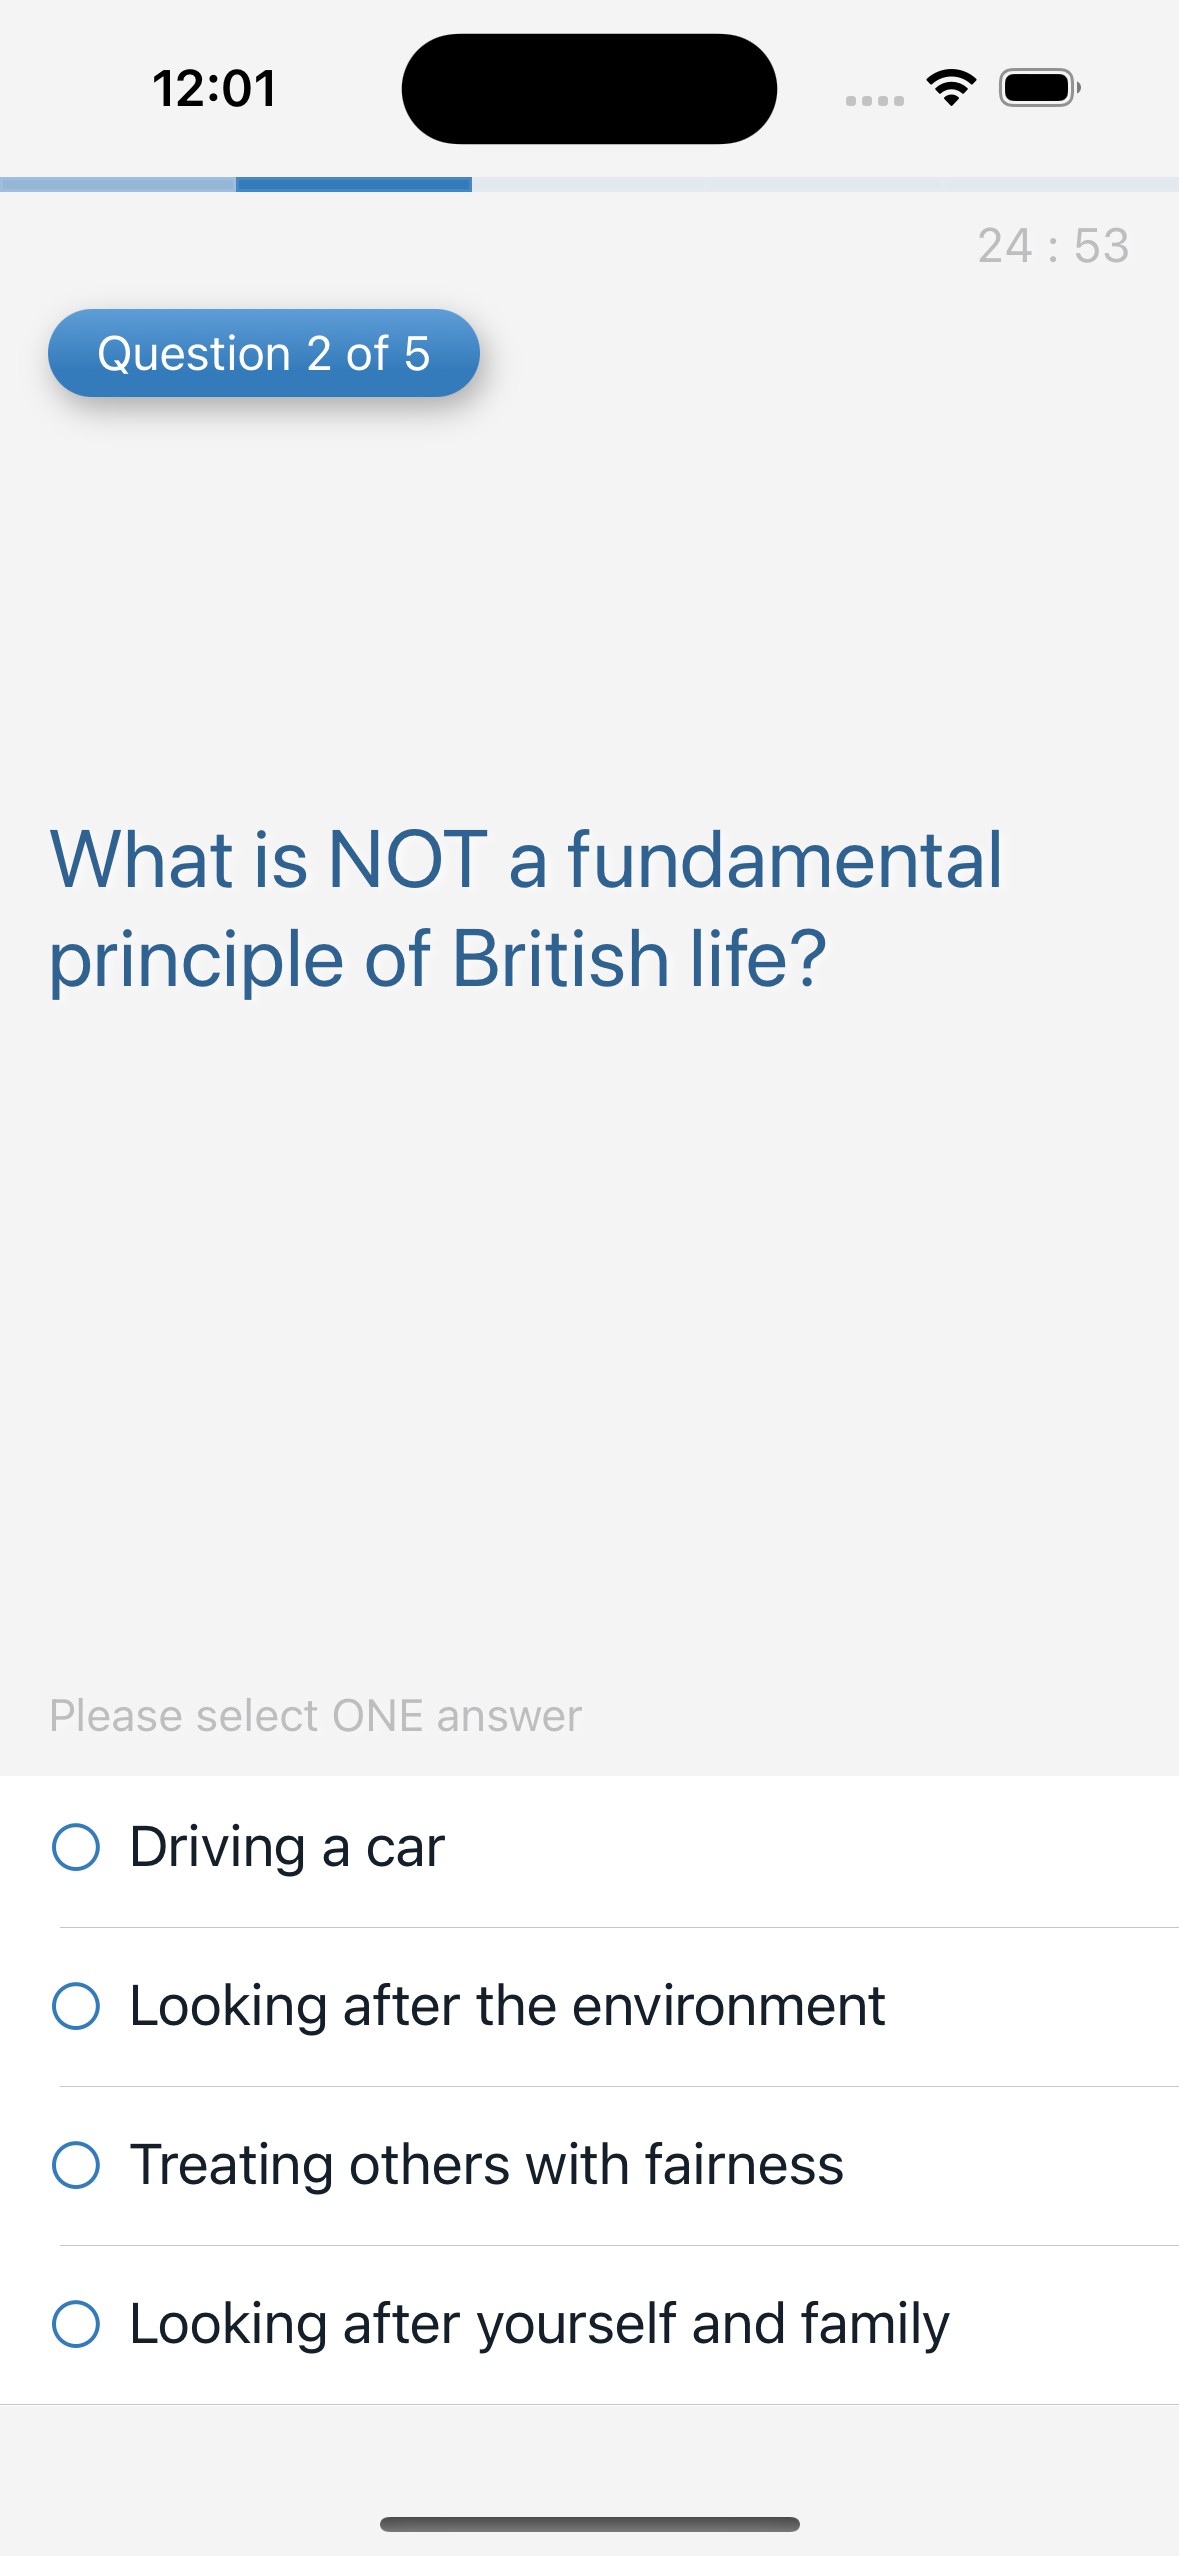 12:01
24 : 53
Question 2 of 5
What is NOT a fundamental
principle of British life?
Please select ONE answer
Driving a car
Looking after the environment
Treating others with fairness
Looking after yourself and family